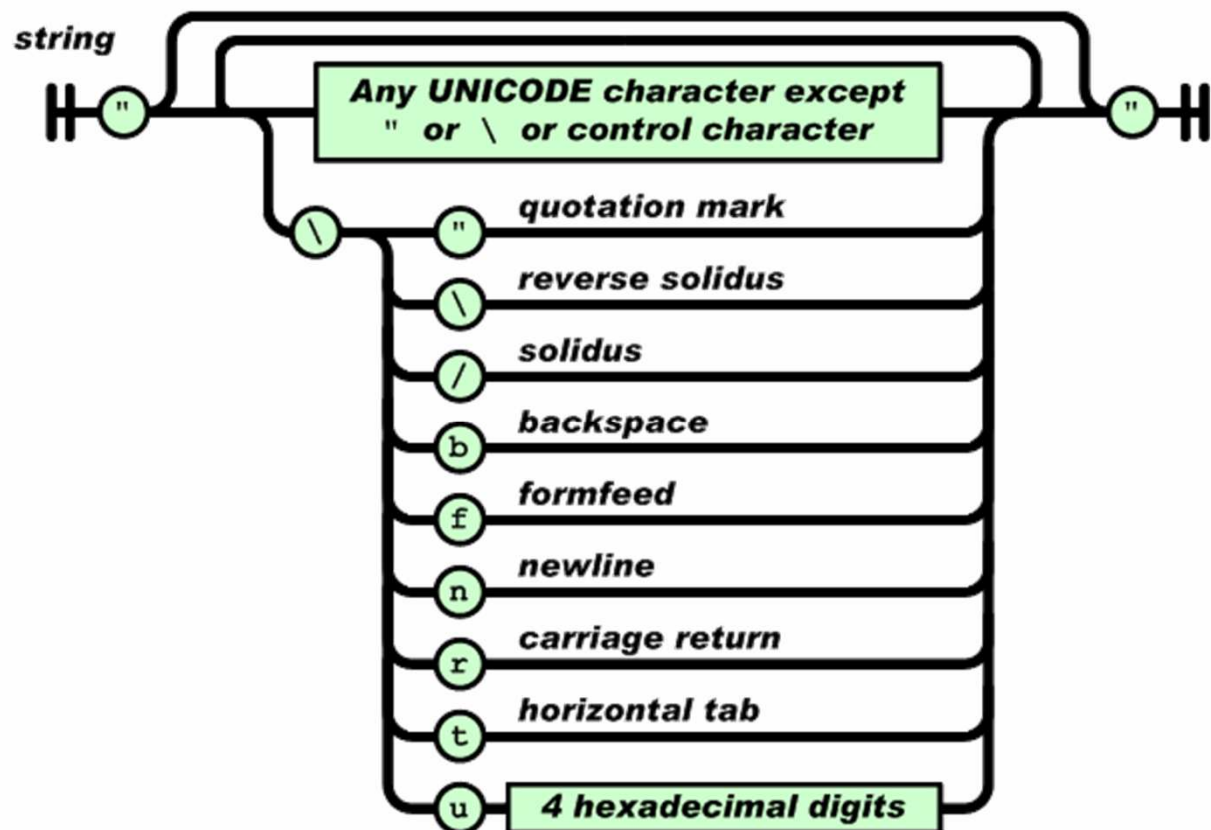 string
"
Any UNICODE character except
" or \ or control character
"
\
" quotation mark
\ reverse solidus
/ solidus
b backspace
f formfeed
n newline
r carriage return
t horizontal tab
u 4 hexadecimal digits